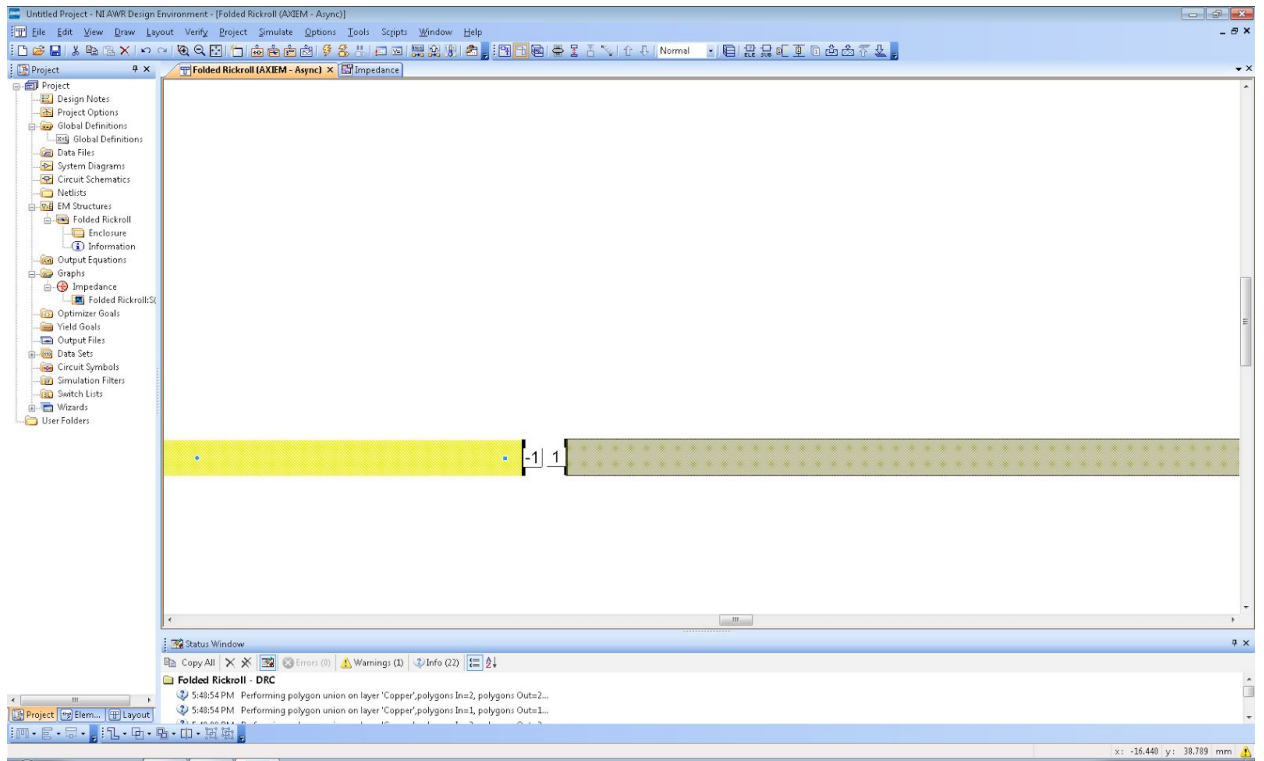 Untitled Project - NI AWR Design Environment - [Folded Rickroll (AXIEM - Async)]
File Edit View Draw Layout Verify Project Simulate Options Tools Scripts Window Help
Normal
Project
Folded Rickroll (AXIEM - Async) Impedance
Project
Design Notes
Project Options
Global Definitions
Global Definitions
Data Files
System Diagrams
Circuit Schematics
Netlists
EM Structures
Folded Rickroll
Enclosure
Information
Output Equations
Graphs
Impedance
Folded Rickroll:S(
Optimizer Goals
Yield Goals
Output Files
Data Sets
Circuit Symbols
Simulation Filters
Switch Lists
Wizards
User Folders
-1 1
Status Window
Copy All Errors (0) Warnings (1) Info (22)
Folded Rickroll - DRC
5:48:54 PM Performing polygon union on layer 'Copper',polygons In=2, polygons Out=2...
5:48:54 PM Performing polygon union on layer 'Copper',polygons In=1, polygons Out=1...
Project Elem... Layout
x: -16.440 y: 38.789 mm